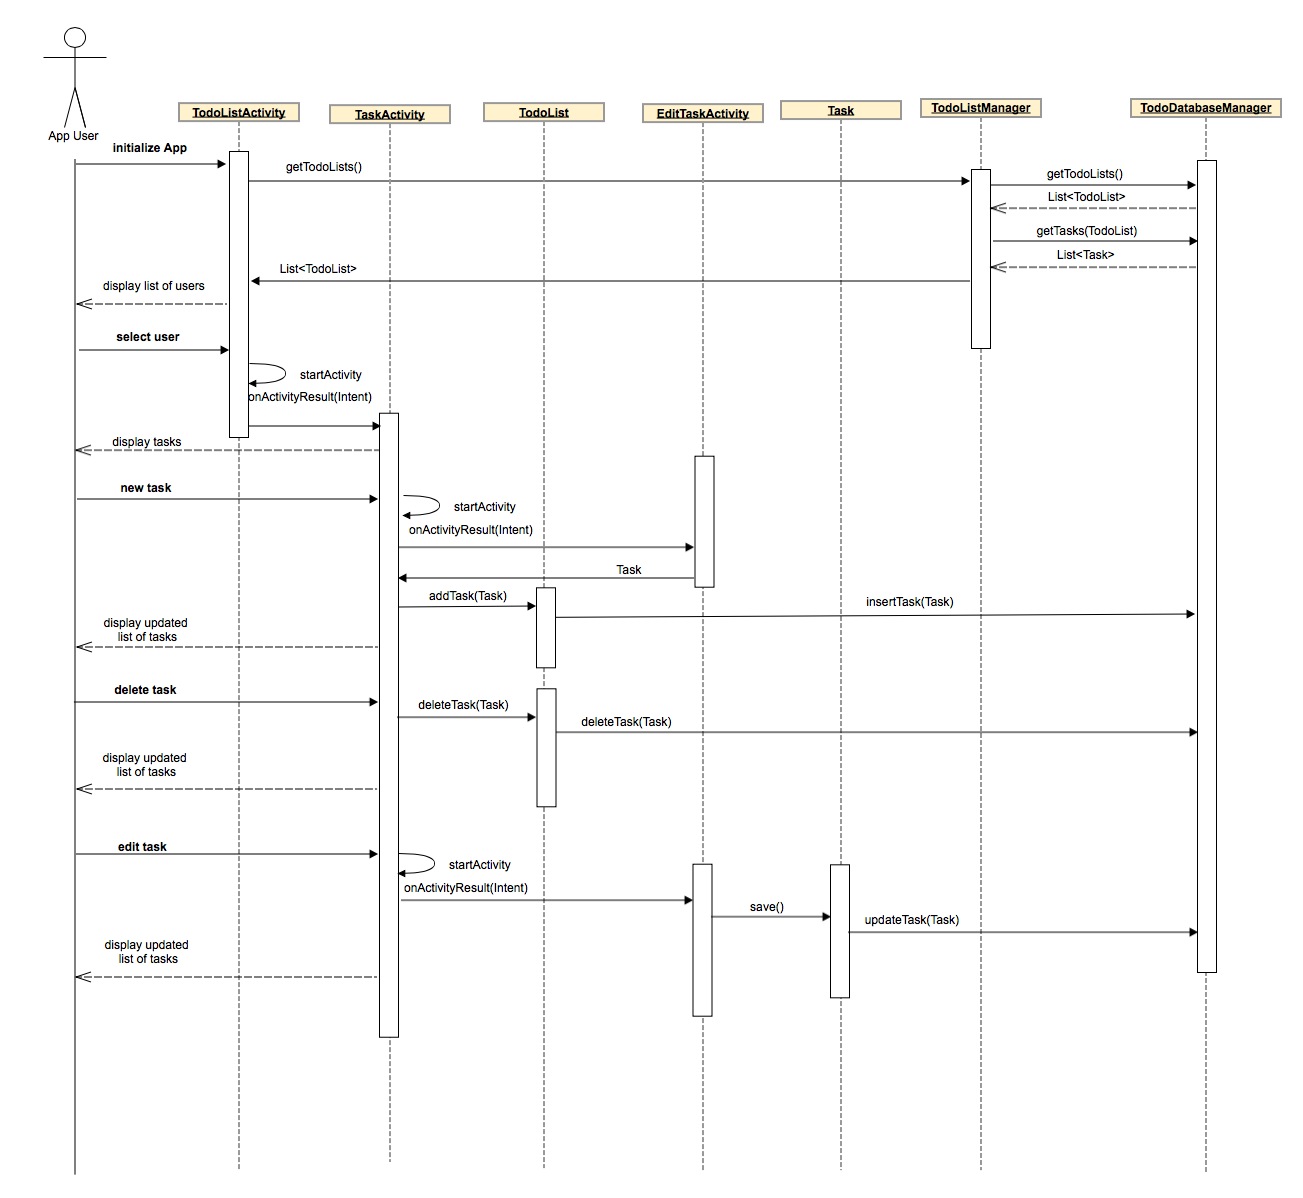 TodoListActivity
TaskActivity
TodoList
EditTaskActivity
Task
TodoListManager
TodoDatabaseManager
App User
initialize App
getTodoLists()
getTodoLists()
List<TodoList>
getTasks(TodoList)
List<Task>
List<TodoList>
display list of users
select user
startActivity
onActivityResult(Intent)
display tasks
new task
startActivity
onActivityResult(Intent)
Task
addTask(Task)
insertTask(Task)
display updated
list of tasks
delete task
deleteTask(Task)
deleteTask(Task)
display updated
list of tasks
edit task
startActivity
onActivityResult(Intent)
save()
updateTask(Task)
display updated
list of tasks